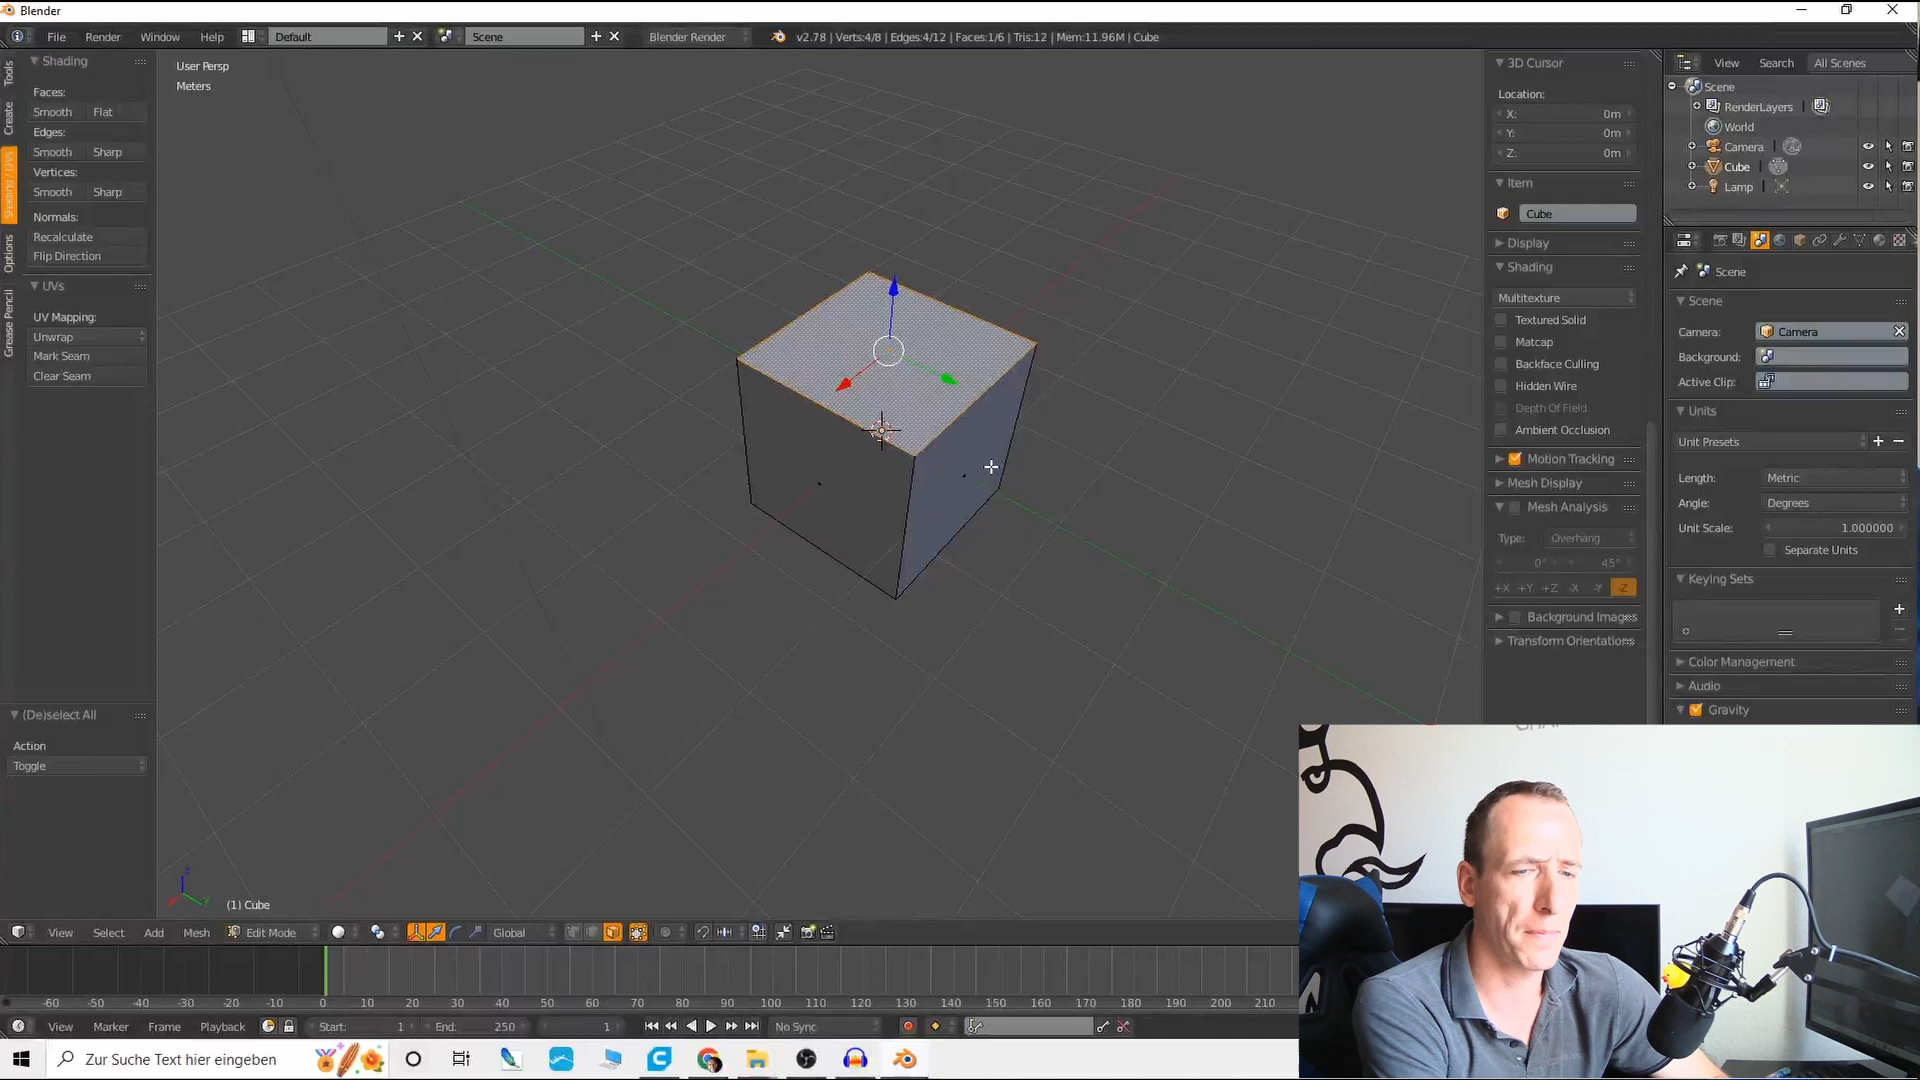 Blender
File Render Window Help Default Scene Blender Render v2.78 | Verts:4/8 | Edges:4/12 | Faces:1/6 | Tris:12 | Mem:11.96M | Cube
Tools
Create
Shading / UVs
Options
Grease Pencil
Shading
Faces:
Smooth Flat
Edges:
Smooth Sharp
Vertices:
Smooth Sharp
Normals:
Recalculate
Flip Direction
UVs
UV Mapping:
Unwrap
Mark Seam
Clear Seam
(De)select All
Action
Toggle
User Persp
Meters
(1) Cube
3D Cursor
Location:
X: 0m
Y: 0m
Z: 0m
Item
Cube
Display
Shading
Multitexture
Textured Solid
Matcap
Backface Culling
Hidden Wire
Depth Of Field
Ambient Occlusion
Motion Tracking
Mesh Display
Mesh Analysis
Type: Overhang
0° 45°
+X +Y +Z -X -Y -Z
Background Images
Transform Orientations
View Search All Scenes
Scene
RenderLayers
World
Camera
Cube
Lamp
Scene
Scene
Camera: Camera
Background:
Active Clip:
Units
Unit Presets
Length: Metric
Angle: Degrees
Unit Scale: 1.000000
Separate Units
Keying Sets
Color Management
Audio
Gravity
View Select Add Mesh Edit Mode Global
-60 -50 -40 -30 -20 -10 0 10 20 30 40 50 60 70 80 90 100 110 120 130 140 150 160 170 180 190 200 210
View Marker Frame Playback Start: 1 End: 250 1 No Sync
Zur Suche Text hier eingeben